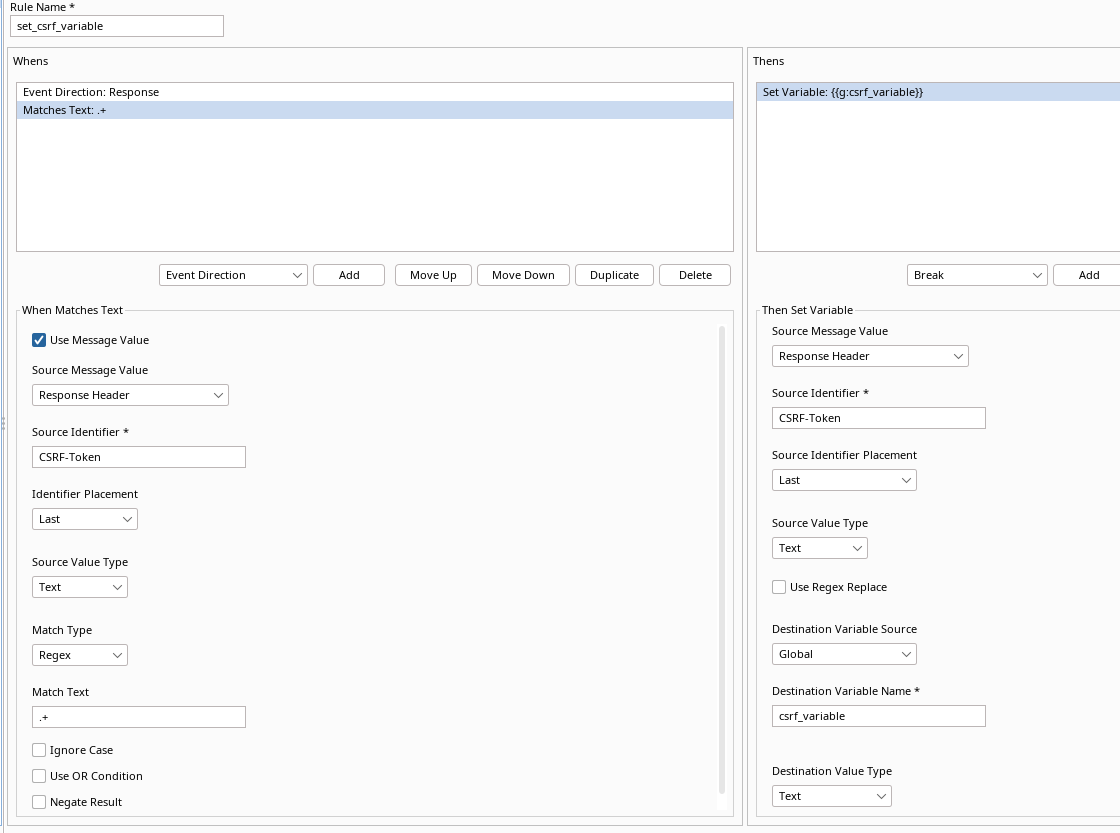 Rule Name *
set_csrf_variable
Whens
Event Direction: Response
Matches Text: .+
Event Direction
Add
Move Up
Move Down
Duplicate
Delete
When Matches Text
Use Message Value
Source Message Value
Response Header
Source Identifier *
CSRF-Token
Identifier Placement
Last
Source Value Type
Text
Match Type
Regex
Match Text
.+
Ignore Case
Use OR Condition
Negate Result
Thens
Set Variable: {{g:csrf_variable}}
Break
Add
Then Set Variable
Source Message Value
Response Header
Source Identifier *
CSRF-Token
Source Identifier Placement
Last
Source Value Type
Text
Use Regex Replace
Destination Variable Source
Global
Destination Variable Name *
csrf_variable
Destination Value Type
Text